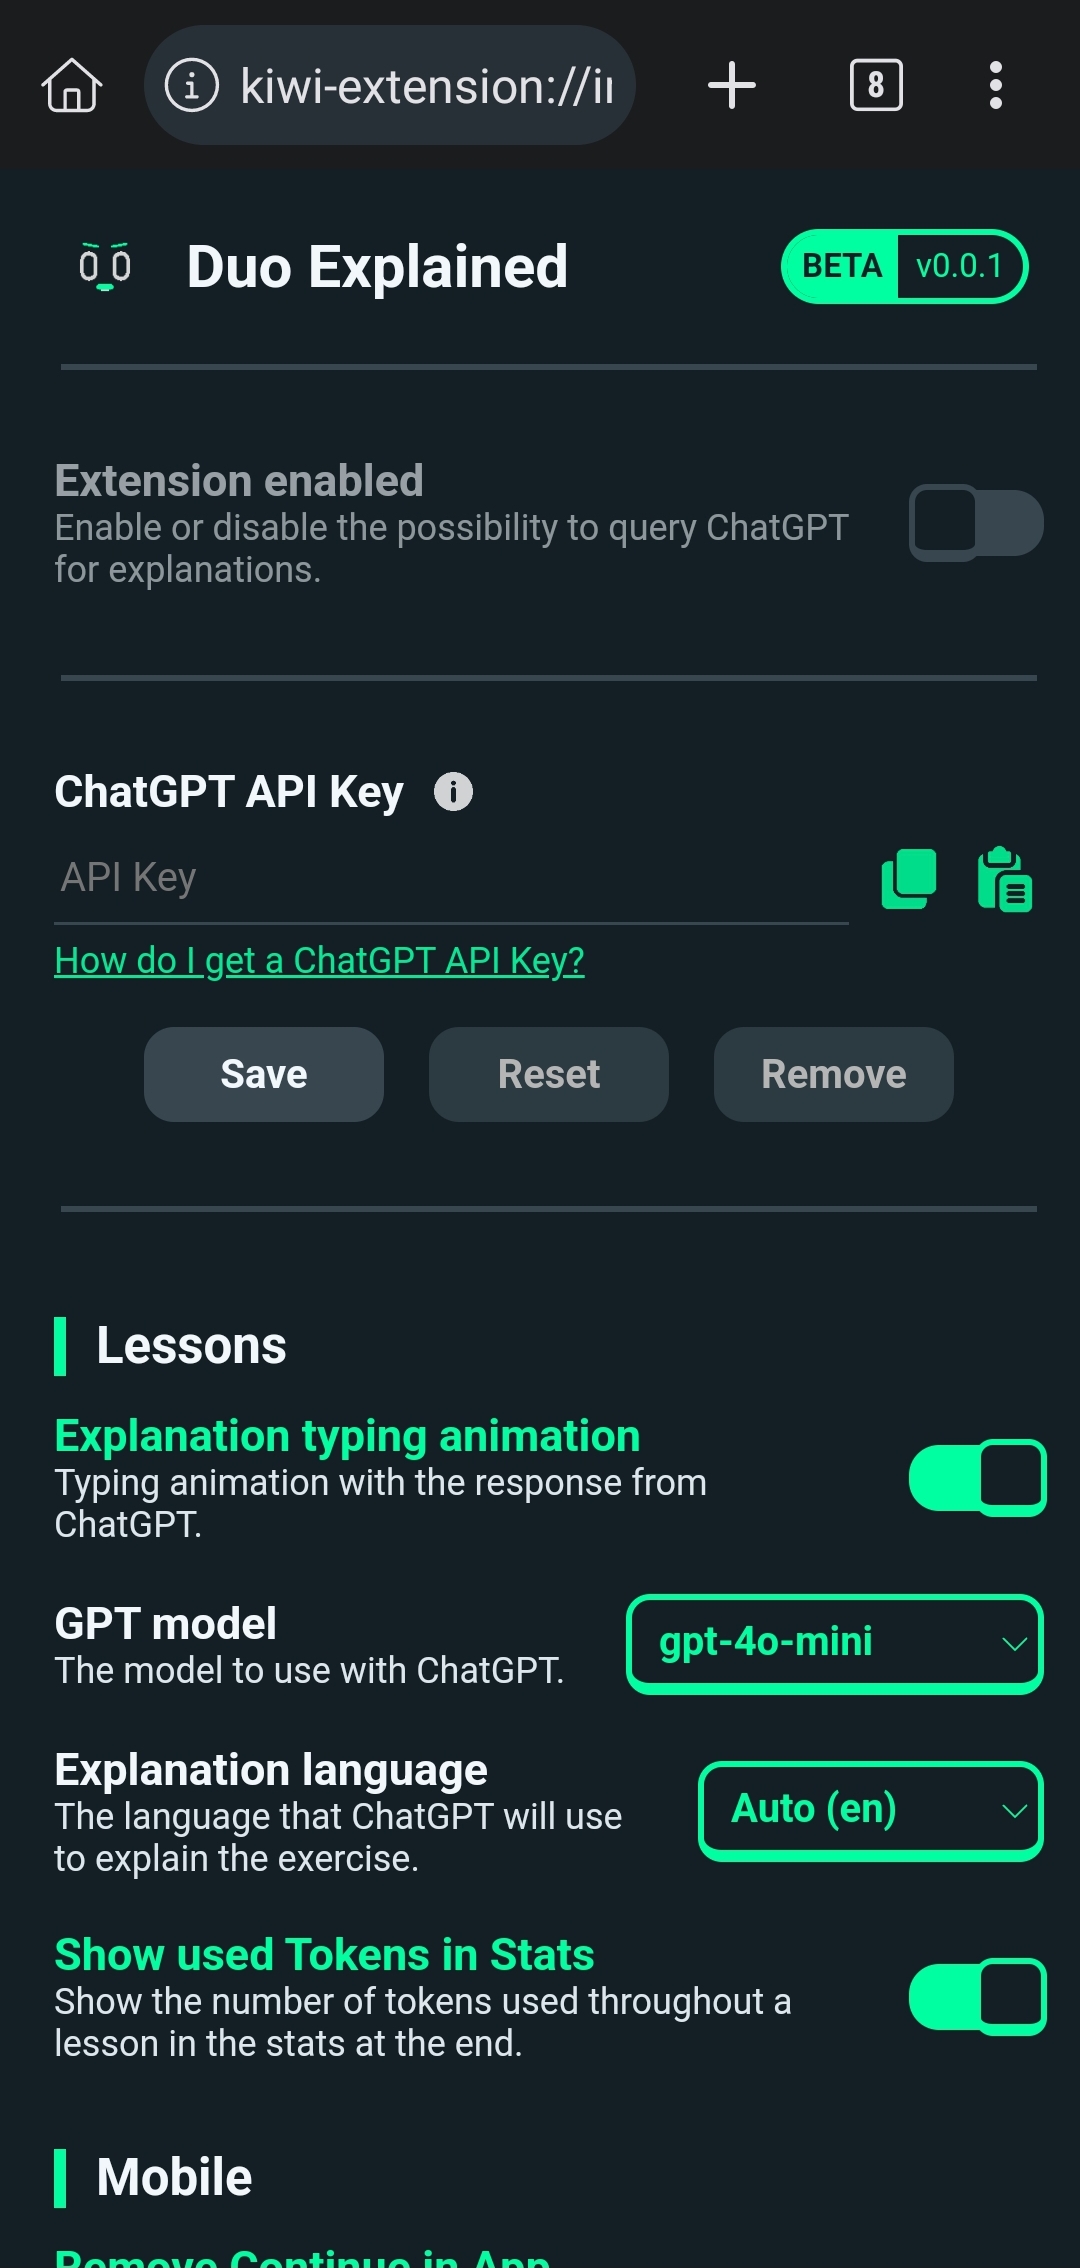 kiwi-extension://
8
Duo Explained
BETA v0.0.1
Extension enabled
Enable or disable the possibility to query ChatGPT
for explanations.
ChatGPT API Key
API Key
How do I get a ChatGPT API Key?
Save Reset Remove
Lessons
Explanation typing animation
Typing animation with the response from
ChatGPT.
GPT model
The model to use with ChatGPT.
gpt-4o-mini
Explanation language
The language that ChatGPT will use
to explain the exercise.
Auto (en)
Show used Tokens in Stats
Show the number of tokens used throughout a
lesson in the stats at the end.
Mobile
Remove Continue in App